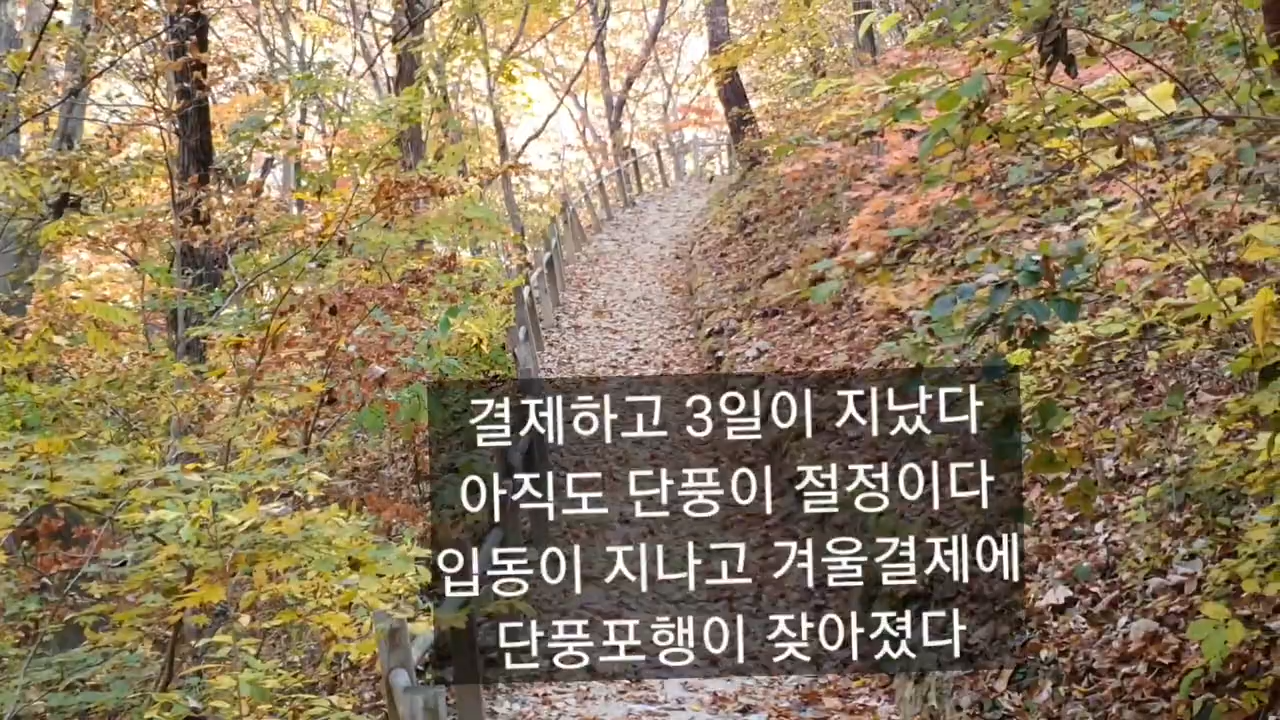 결제하고 3일이 지났다
아직도 단풍이 절정이다
입동이 지나고 겨울결제에
단풍포행이 잦아졌다